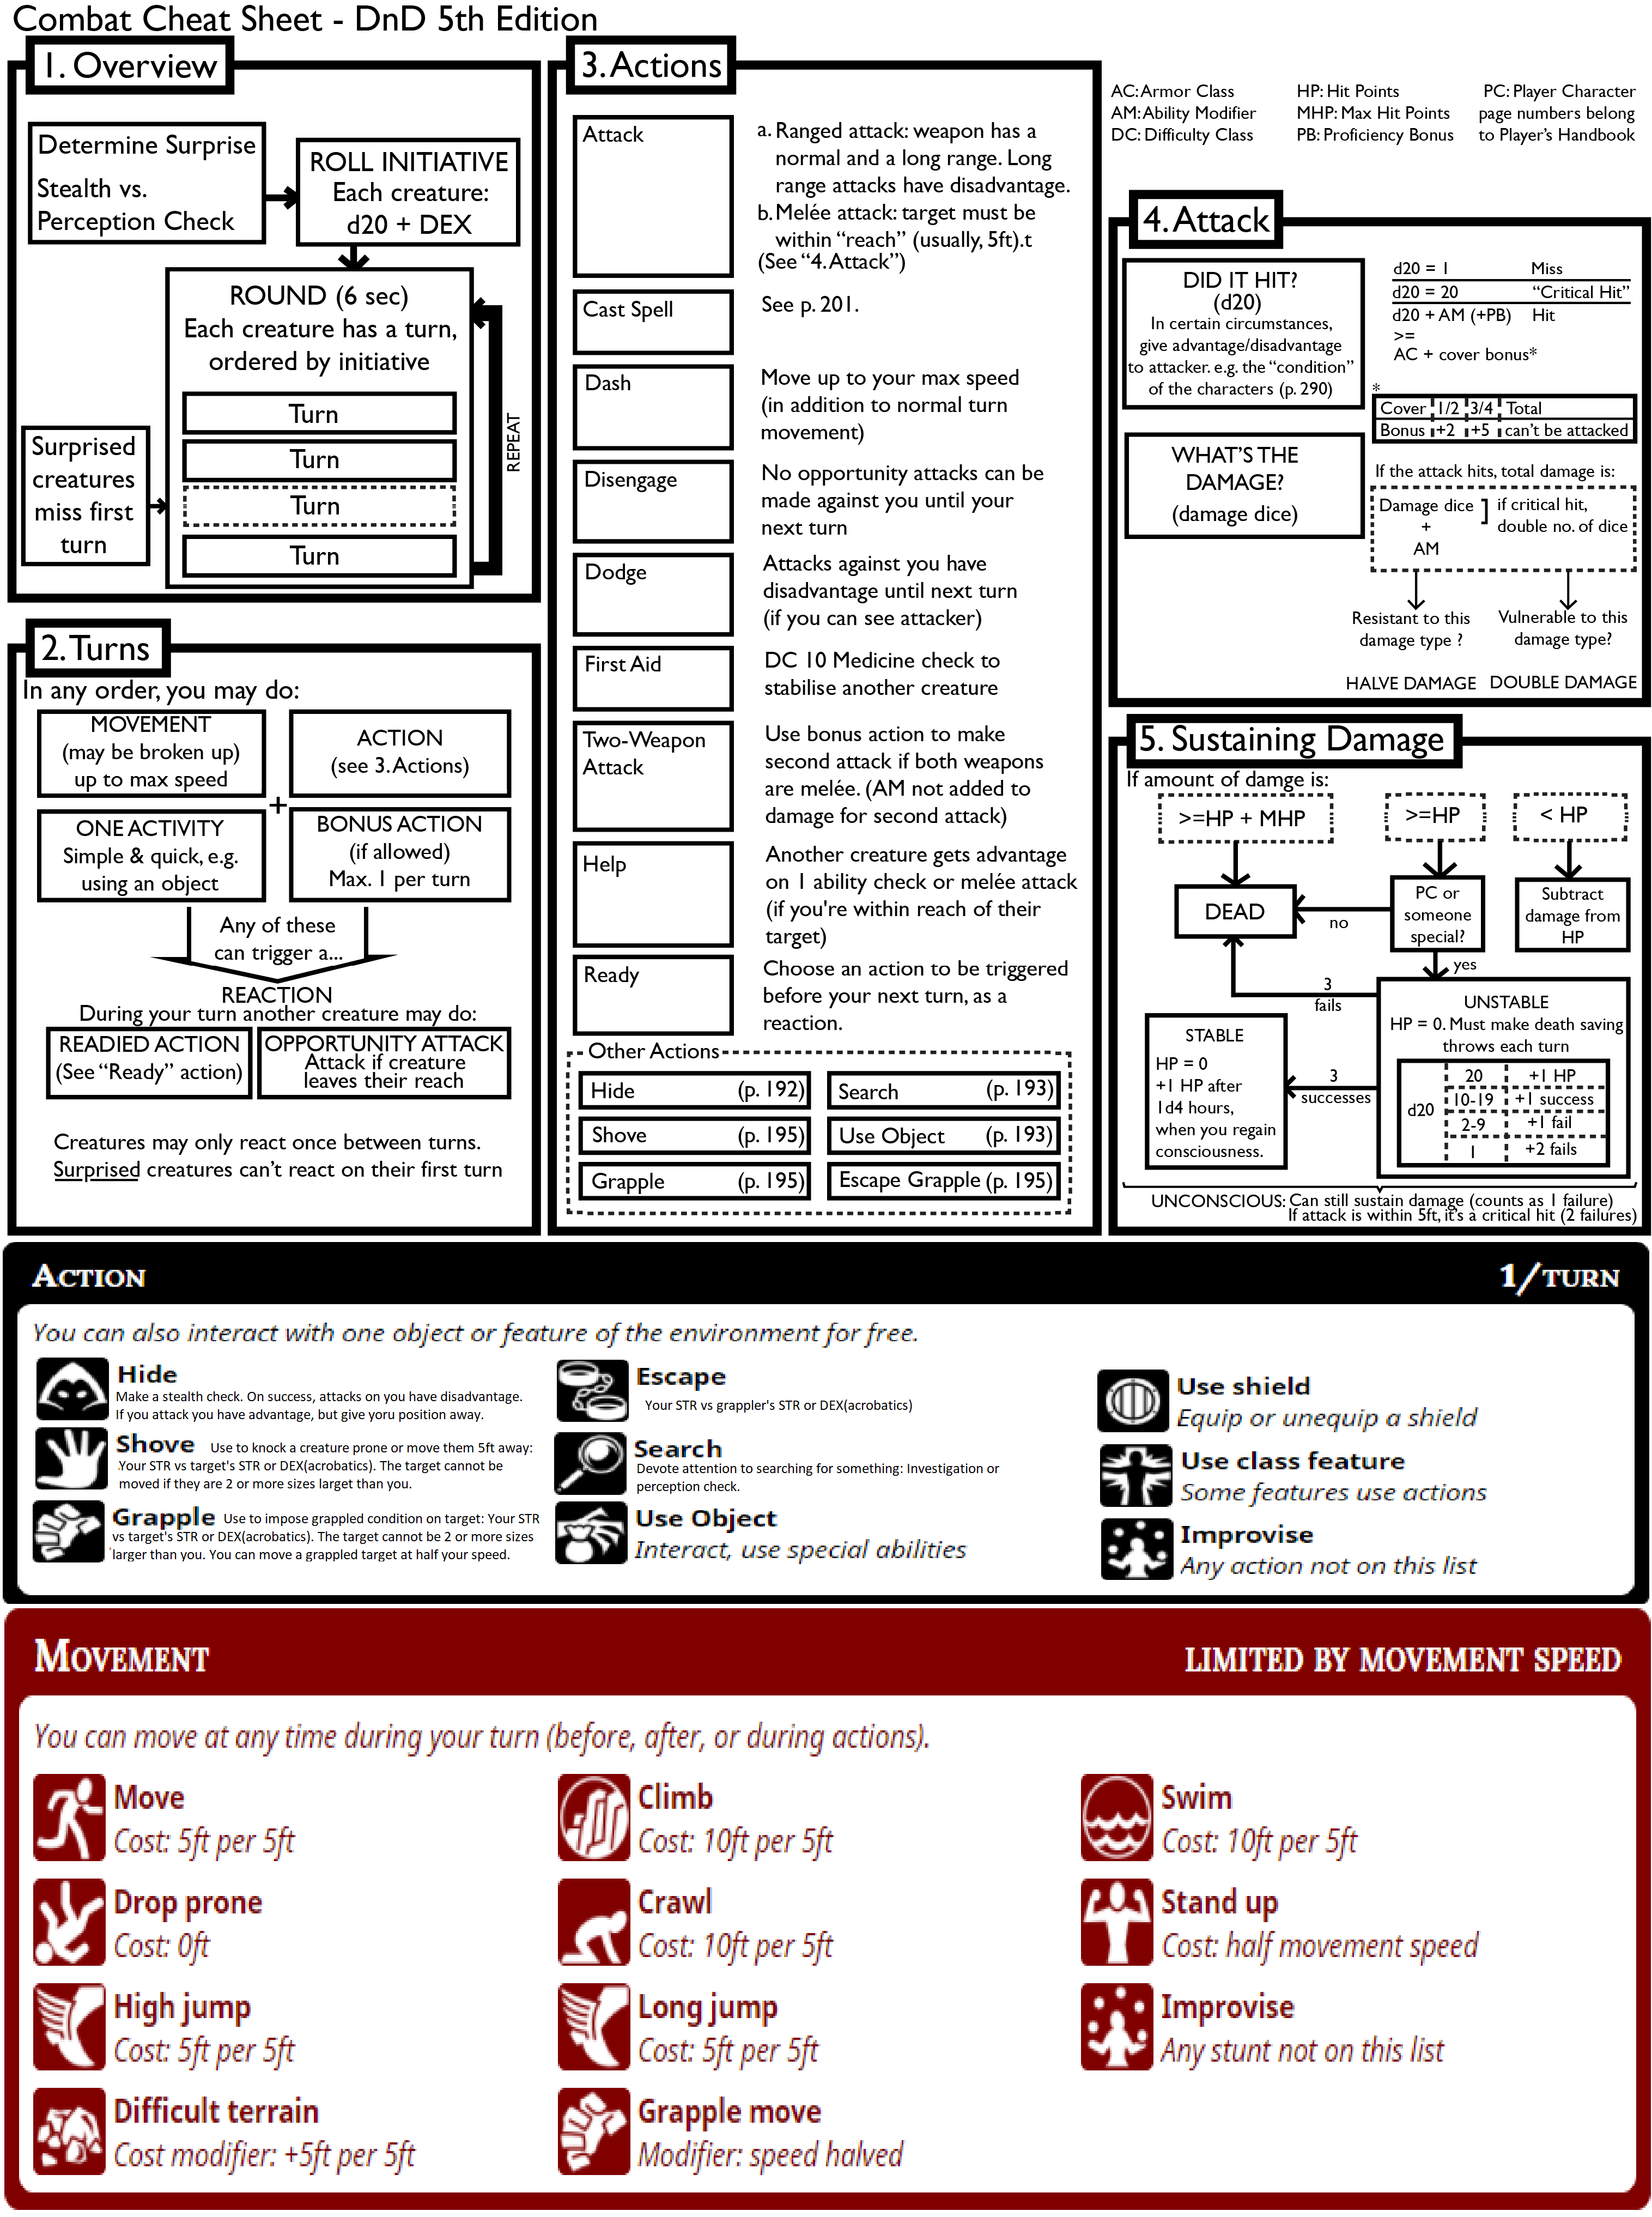 Combat Cheat Sheet - DnD 5th Edition
1. Overview
Determine Surprise
Stealth vs.
Perception Check
ROLL INITIATIVE
Each creature:
d20 + DEX
ROUND (6 sec)
Each creature has a turn,
ordered by initiative
Turn
Turn
Turn
Turn
REPEAT
Surprised
creatures
miss first
turn
2. Turns
In any order, you may do:
MOVEMENT
(may be broken up)
up to max speed
ACTION
(see 3. Actions)
+
ONE ACTIVITY
Simple & quick, e.g.
using an object
BONUS ACTION
(if allowed)
Max. 1 per turn
Any of these
can trigger a...
REACTION
During your turn another creature may do:
READIED ACTION
(See “Ready” action)
OPPORTUNITY ATTACK
Attack if creature
leaves their reach
Creatures may only react once between turns.
Surprised creatures can’t react on their first turn
3. Actions
Attack
a. Ranged attack: weapon has a
normal and a long range. Long
range attacks have disadvantage.
b. Melée attack: target must be
within “reach” (usually, 5ft).t
(See “4. Attack”)
Cast Spell
See p. 201.
Dash
Move up to your max speed
(in addition to normal turn
movement)
Disengage
No opportunity attacks can be
made against you until your
next turn
Dodge
Attacks against you have
disadvantage until next turn
(if you can see attacker)
First Aid
DC 10 Medicine check to
stabilise another creature
Two-Weapon
Attack
Use bonus action to make
second attack if both weapons
are melée. (AM not added to
damage for second attack)
Help
Another creature gets advantage
on 1 ability check or melée attack
(if you're within reach of their
target)
Ready
Choose an action to be triggered
before your next turn, as a
reaction.
Other Actions
Hide (p. 192)
Search (p. 193)
Shove (p. 195)
Use Object (p. 193)
Grapple (p. 195)
Escape Grapple (p. 195)
AC: Armor Class HP: Hit Points PC: Player Character
AM: Ability Modifier MHP: Max Hit Points page numbers belong
DC: Difficulty Class PB: Proficiency Bonus to Player’s Handbook
4. Attack
DID IT HIT?
(d20)
In certain circumstances,
give advantage/disadvantage
to attacker. e.g. the “condition”
of the characters (p. 290)
d20 = 1 Miss
d20 = 20 “Critical Hit”
d20 + AM (+PB) Hit
>=
AC + cover bonus*
*
Cover 1/2 3/4 Total
Bonus +2 +5 can’t be attacked
WHAT’S THE
DAMAGE?
(damage dice)
If the attack hits, total damage is:
Damage dice ] if critical hit,
double no. of dice
+
AM
Resistant to this
damage type ?
Vulnerable to this
damage type?
HALVE DAMAGE DOUBLE DAMAGE
5. Sustaining Damage
If amount of damge is:
>=HP + MHP
>=HP
< HP
DEAD
no
PC or
someone
special?
Subtract
damage from
HP
yes
3
fails
UNSTABLE
HP = 0. Must make death saving
throws each turn
d20
20 +1 HP
10-19 +1 success
2-9 +1 fail
1 +2 fails
3
successes
STABLE
HP = 0
+1 HP after
1d4 hours,
when you regain
consciousness.
UNCONSCIOUS: Can still sustain damage (counts as 1 failure)
If attack is within 5ft, it’s a critical hit (2 failures)
ACTION 1/TURN
You can also interact with one object or feature of the environment for free.
Hide
Make a stealth check. On success, attacks on you have disadvantage.
If you attack you have advantage, but give yoru position away.
Shove Use to knock a creature prone or move them 5ft away:
Your STR vs target's STR or DEX(acrobatics). The target cannot be
moved if they are 2 or more sizes larget than you.
Grapple Use to impose grappled condition on target: Your STR
vs target's STR or DEX(acrobatics). The target cannot be 2 or more sizes
larger than you. You can move a grappled target at half your speed.
Escape
Your STR vs grappler's STR or DEX(acrobatics)
Search
Devote attention to searching for something: Investigation or
perception check.
Use Object
Interact, use special abilities
Use shield
Equip or unequip a shield
Use class feature
Some features use actions
Improvise
Any action not on this list
MOVEMENT LIMITED BY MOVEMENT SPEED
You can move at any time during your turn (before, after, or during actions).
Move
Cost: 5ft per 5ft
Climb
Cost: 10ft per 5ft
Swim
Cost: 10ft per 5ft
Drop prone
Cost: 0ft
Crawl
Cost: 10ft per 5ft
Stand up
Cost: half movement speed
High jump
Cost: 5ft per 5ft
Long jump
Cost: 5ft per 5ft
Improvise
Any stunt not on this list
Difficult terrain
Cost modifier: +5ft per 5ft
Grapple move
Modifier: speed halved